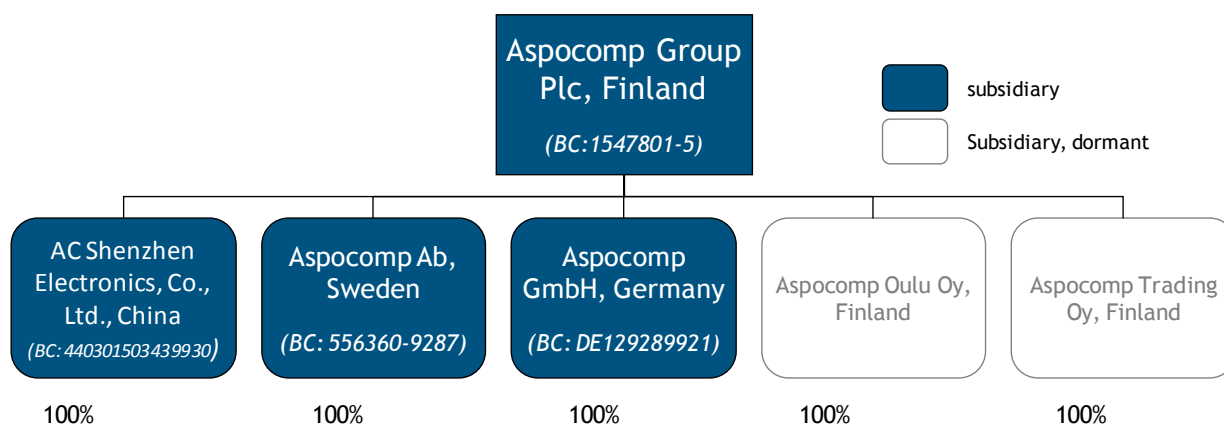 Aspocomp Group
Plc, Finland
(BC:1547801-5)
subsidiary
Subsidiary, dormant
AC Shenzhen
Electronics, Co.,
Ltd., China
(BC: 440301503439930)
Aspocomp Ab,
Sweden
(BC: 556360-9287)
Aspocomp
GmbH, Germany
(BC: DE129289921)
Aspocomp Oulu Oy,
Finland
Aspocomp Trading
Oy, Finland
100%
100%
100%
100%
100%